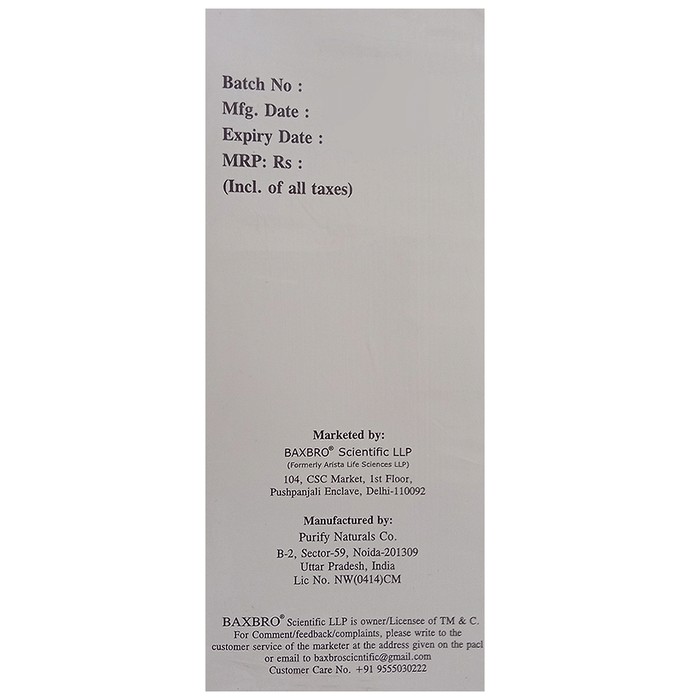 Batch No :
Mfg. Date :
Expiry Date :
MRP: Rs :
(Incl. of all taxes)
Marketed by:
BAXBRO® Scientific LLP
(Formerly Arista Life Sciences LLP)
104, CSC Market, 1st Floor,
Pushpanjali Enclave, Delhi-110092
Manufactured by:
Purify Naturals Co.
B-2, Sector-59, Noida-201309
Uttar Pradesh, India
Lic No. NW(0414)CM
BAXBRO® Scientific LLP is owner/Licensee of TM & C.
For Comment/feedback/complaints, please write to the
customer service of the marketer at the address given on the pacl
or email to baxbroscientific@gmail.com
Customer Care No. +91 9555030222